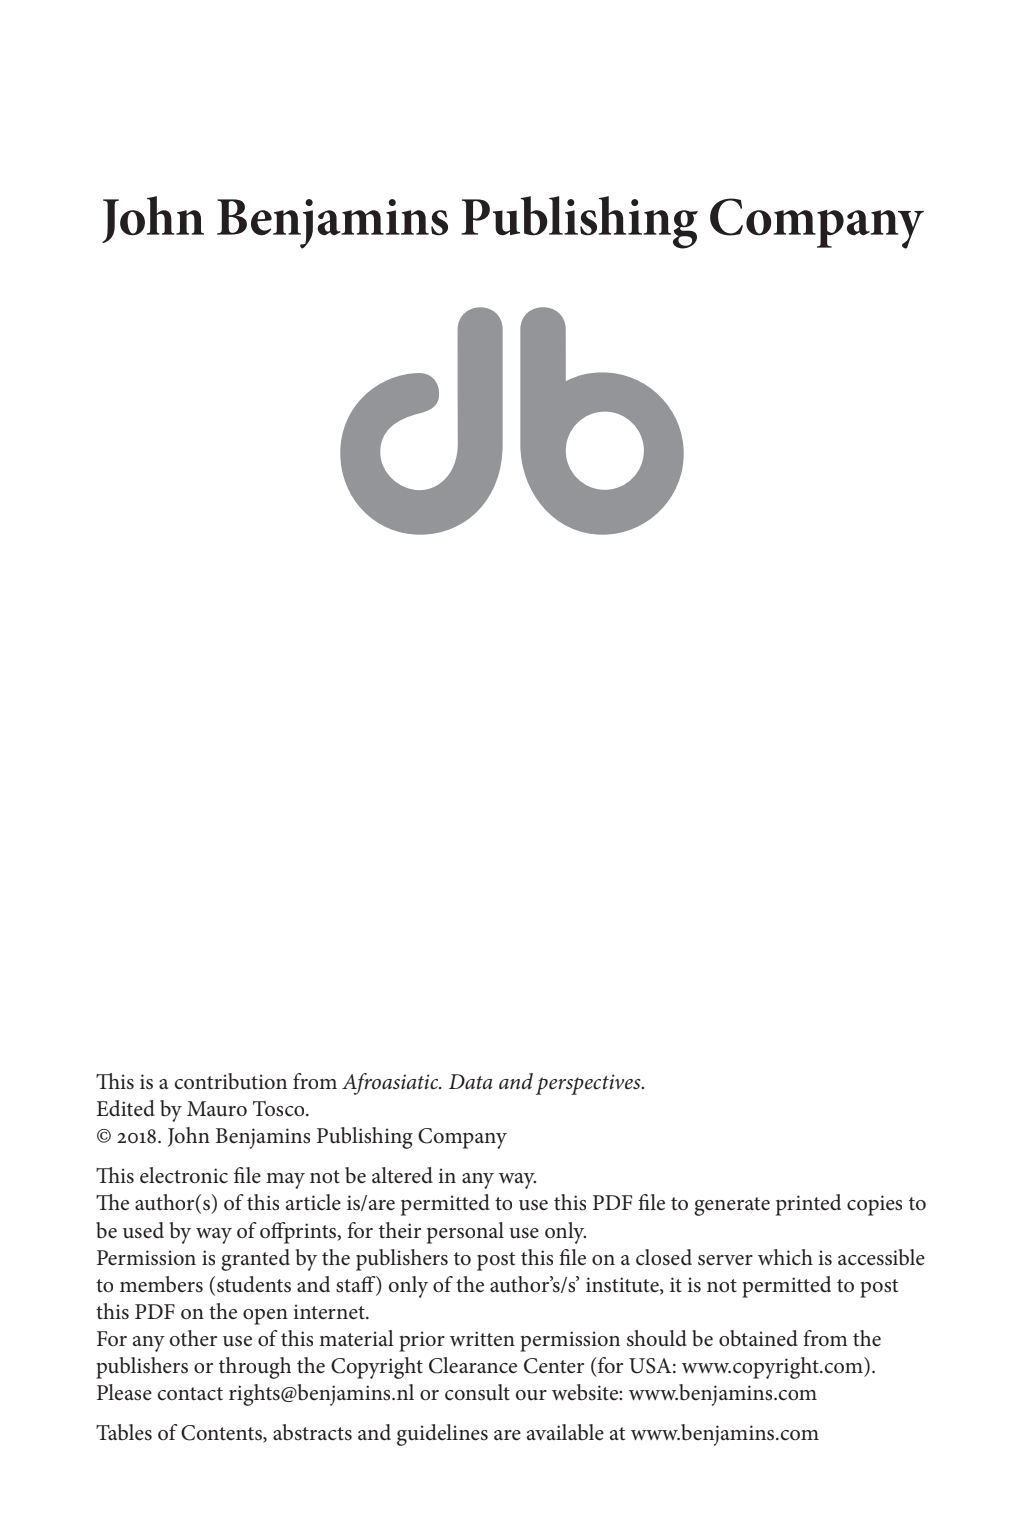 John Benjamins Publishing Company
This is a contribution from Afroasiatic. Data and perspectives.
Edited by Mauro Tosco.
© 2018. John Benjamins Publishing Company
This electronic file may not be altered in any way.
The author(s) of this article is/are permitted to use this PDF file to generate printed copies to
be used by way of offprints, for their personal use only.
Permission is granted by the publishers to post this file on a closed server which is accessible
to members (students and staff) only of the author’s/s’ institute, it is not permitted to post
this PDF on the open internet.
For any other use of this material prior written permission should be obtained from the
publishers or through the Copyright Clearance Center (for USA: www.copyright.com).
Please contact rights@benjamins.nl or consult our website: www.benjamins.com
Tables of Contents, abstracts and guidelines are available at www.benjamins.com